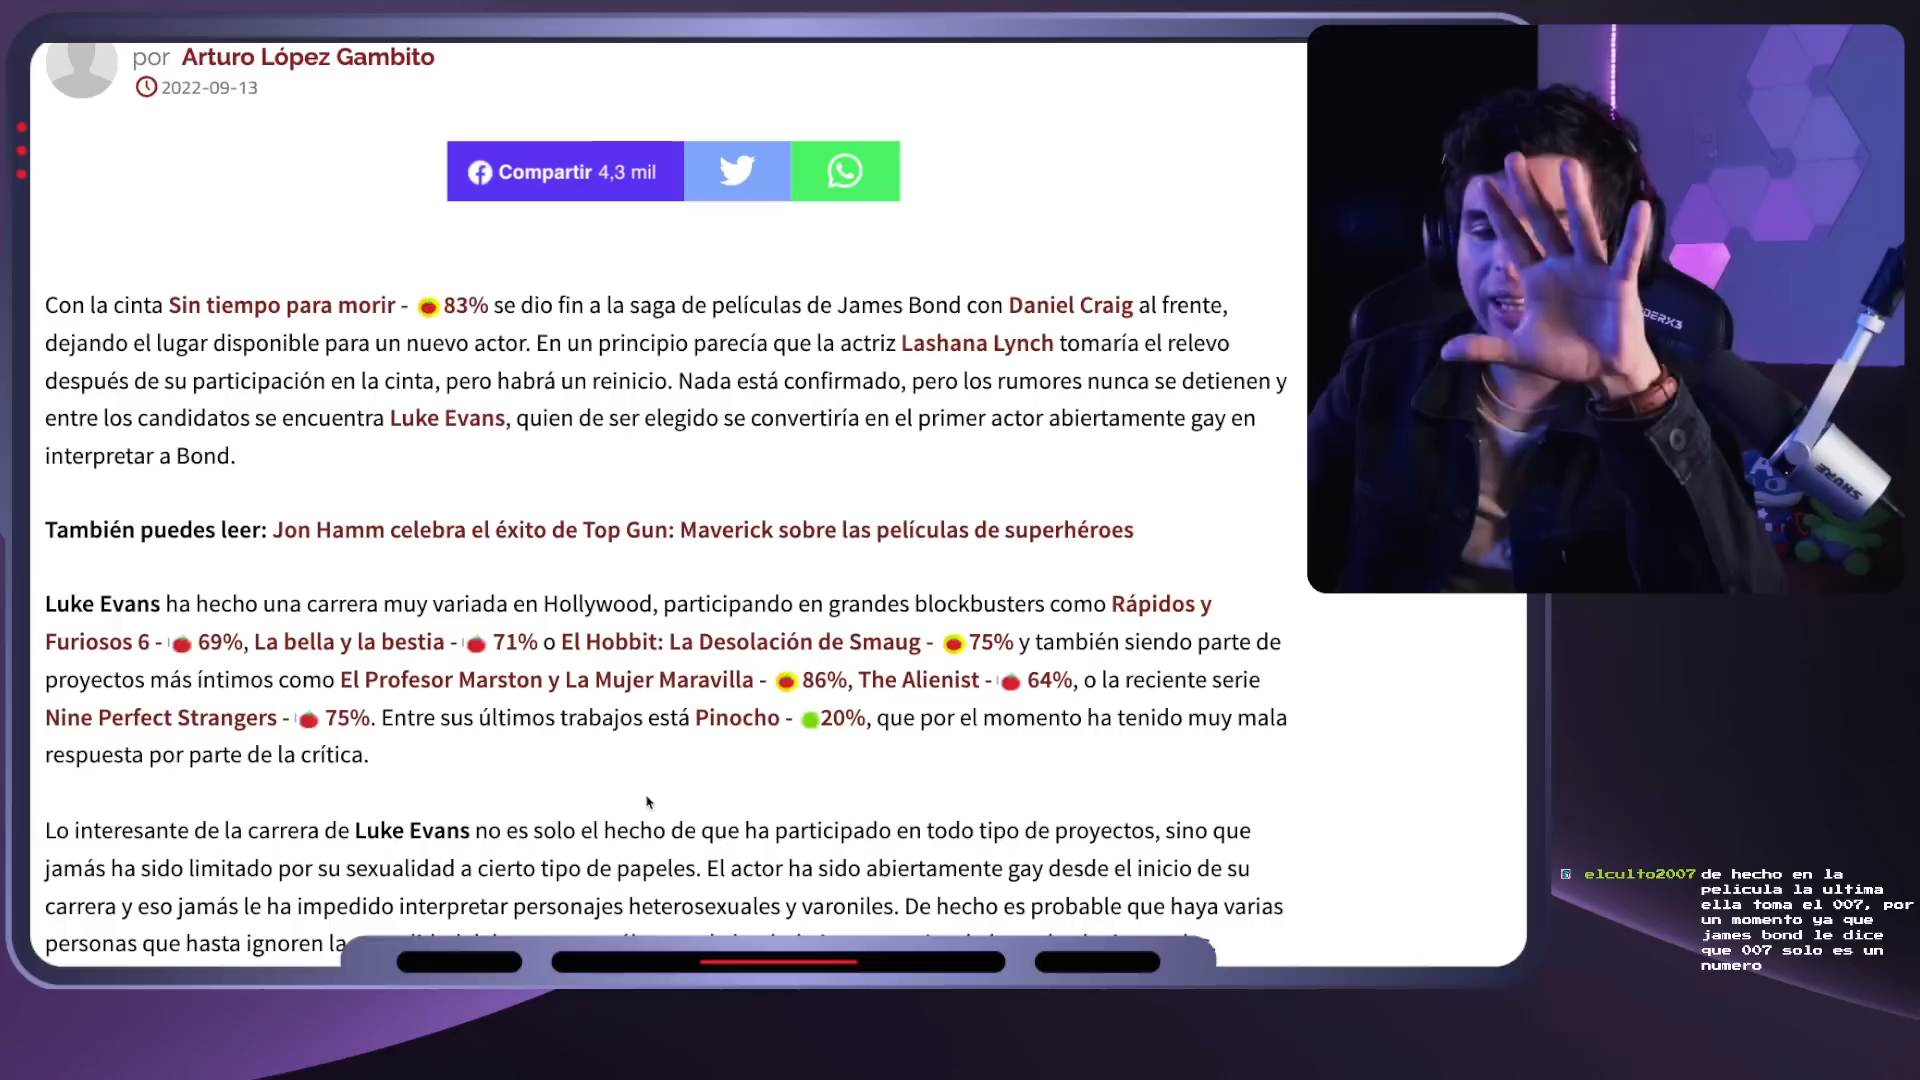 por Arturo López Gambito
2022-09-13
Compartir 4,3 mil
Con la cinta Sin tiempo para morir - 83% se dio fin a la saga de películas de James Bond con Daniel Craig al frente,
dejando el lugar disponible para un nuevo actor. En un principio parecía que la actriz Lashana Lynch tomaría el relevo
después de su participación en la cinta, pero habrá un reinicio. Nada está confirmado, pero los rumores nunca se detienen y
entre los candidatos se encuentra Luke Evans, quien de ser elegido se convertiría en el primer actor abiertamente gay en
interpretar a Bond.
También puedes leer: Jon Hamm celebra el éxito de Top Gun: Maverick sobre las películas de superhéroes
Luke Evans ha hecho una carrera muy variada en Hollywood, participando en grandes blockbusters como Rápidos y
Furiosos 6 - 69%, La bella y la bestia - 71% o El Hobbit: La Desolación de Smaug - 75% y también siendo parte de
proyectos más íntimos como El Profesor Marston y La Mujer Maravilla - 86%, The Alienist - 64%, o la reciente serie
Nine Perfect Strangers - 75%. Entre sus últimos trabajos está Pinocho - 20%, que por el momento ha tenido muy mala
respuesta por parte de la crítica.
Lo interesante de la carrera de Luke Evans no es solo el hecho de que ha participado en todo tipo de proyectos, sino que
jamás ha sido limitado por su sexualidad a cierto tipo de papeles. El actor ha sido abiertamente gay desde el inicio de su
carrera y eso jamás le ha impedido interpretar personajes heterosexuales y varoniles. De hecho es probable que haya varias
personas que hasta ignoren la
DERX3
SHURE
elculto2007 de hecho en la
pelicula la ultima
ella toma el 007, por
un momento ya que
james bond le dice
que 007 solo es un
numero